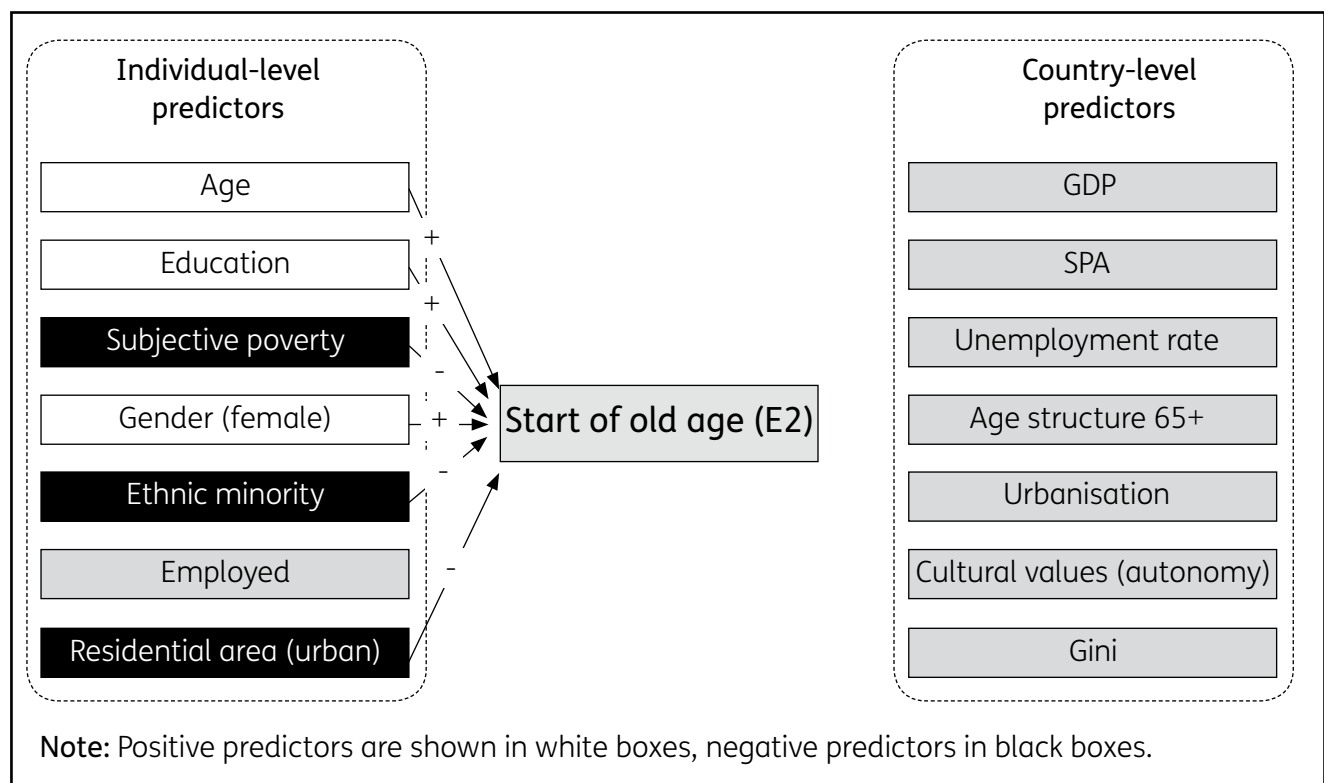 Individual-level
predictors
Age
Education
Subjective poverty
Gender (female)
Ethnic minority
Employed
Residential area (urban)
+
+
-
+
-
-
Start of old age (E2)
Country-level
predictors
GDP
SPA
Unemployment rate
Age structure 65+
Urbanisation
Cultural values (autonomy)
Gini
Note: Positive predictors are shown in white boxes, negative predictors in black boxes.